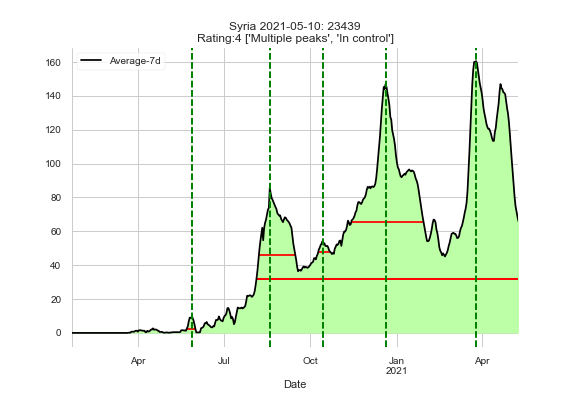 Syria 2021-05-10: 23439
Rating:4 ['Multiple peaks', 'In control']
Average-7d
160
140
120
100
80
60
40
20
0
Apr
Jul
Oct
Jan
2021
Apr
Date